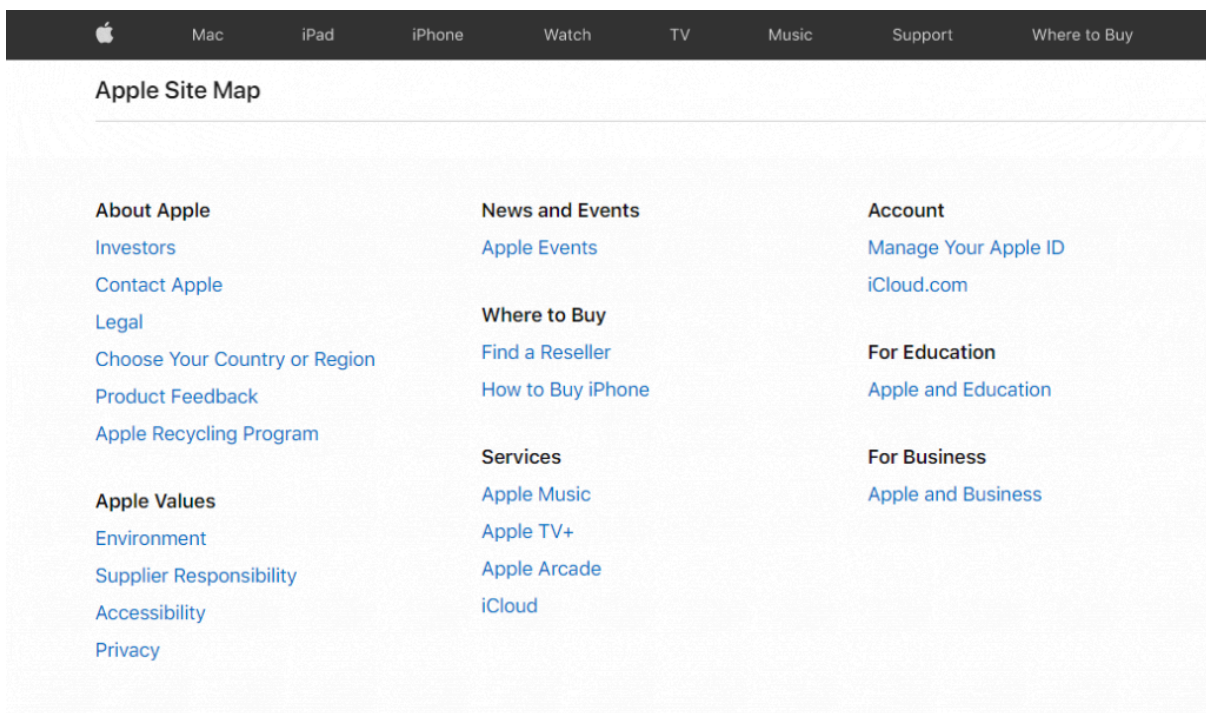 Mac iPad iPhone Watch TV Music Support Where to Buy
Apple Site Map
About Apple
Investors
Contact Apple
Legal
Choose Your Country or Region
Product Feedback
Apple Recycling Program
Apple Values
Environment
Supplier Responsibility
Accessibility
Privacy
News and Events
Apple Events
Where to Buy
Find a Reseller
How to Buy iPhone
Services
Apple Music
Apple TV+
Apple Arcade
iCloud
Account
Manage Your Apple ID
iCloud.com
For Education
Apple and Education
For Business
Apple and Business